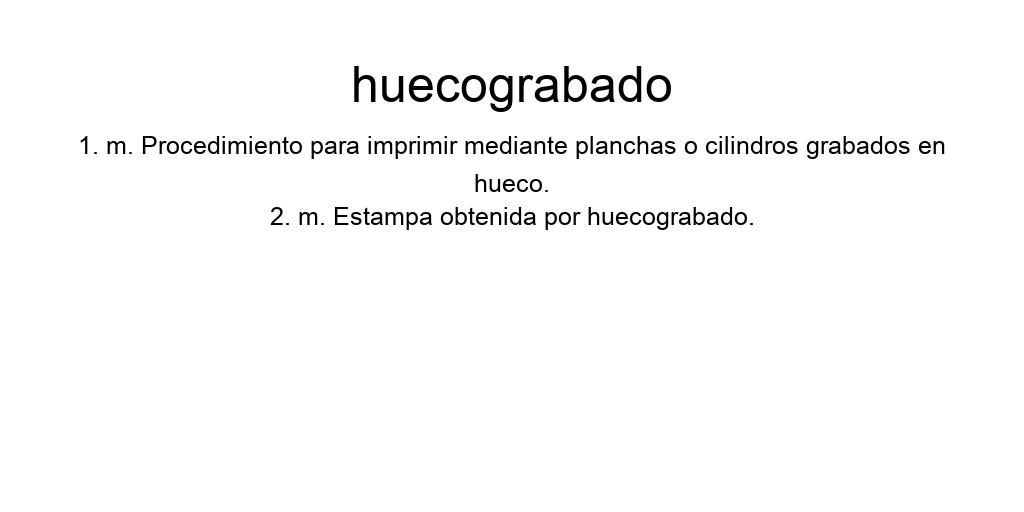 huecograbado
1. m. Procedimiento para imprimir mediante planchas o cilindros grabados en
hueco.
2. m. Estampa obtenida por huecograbado.